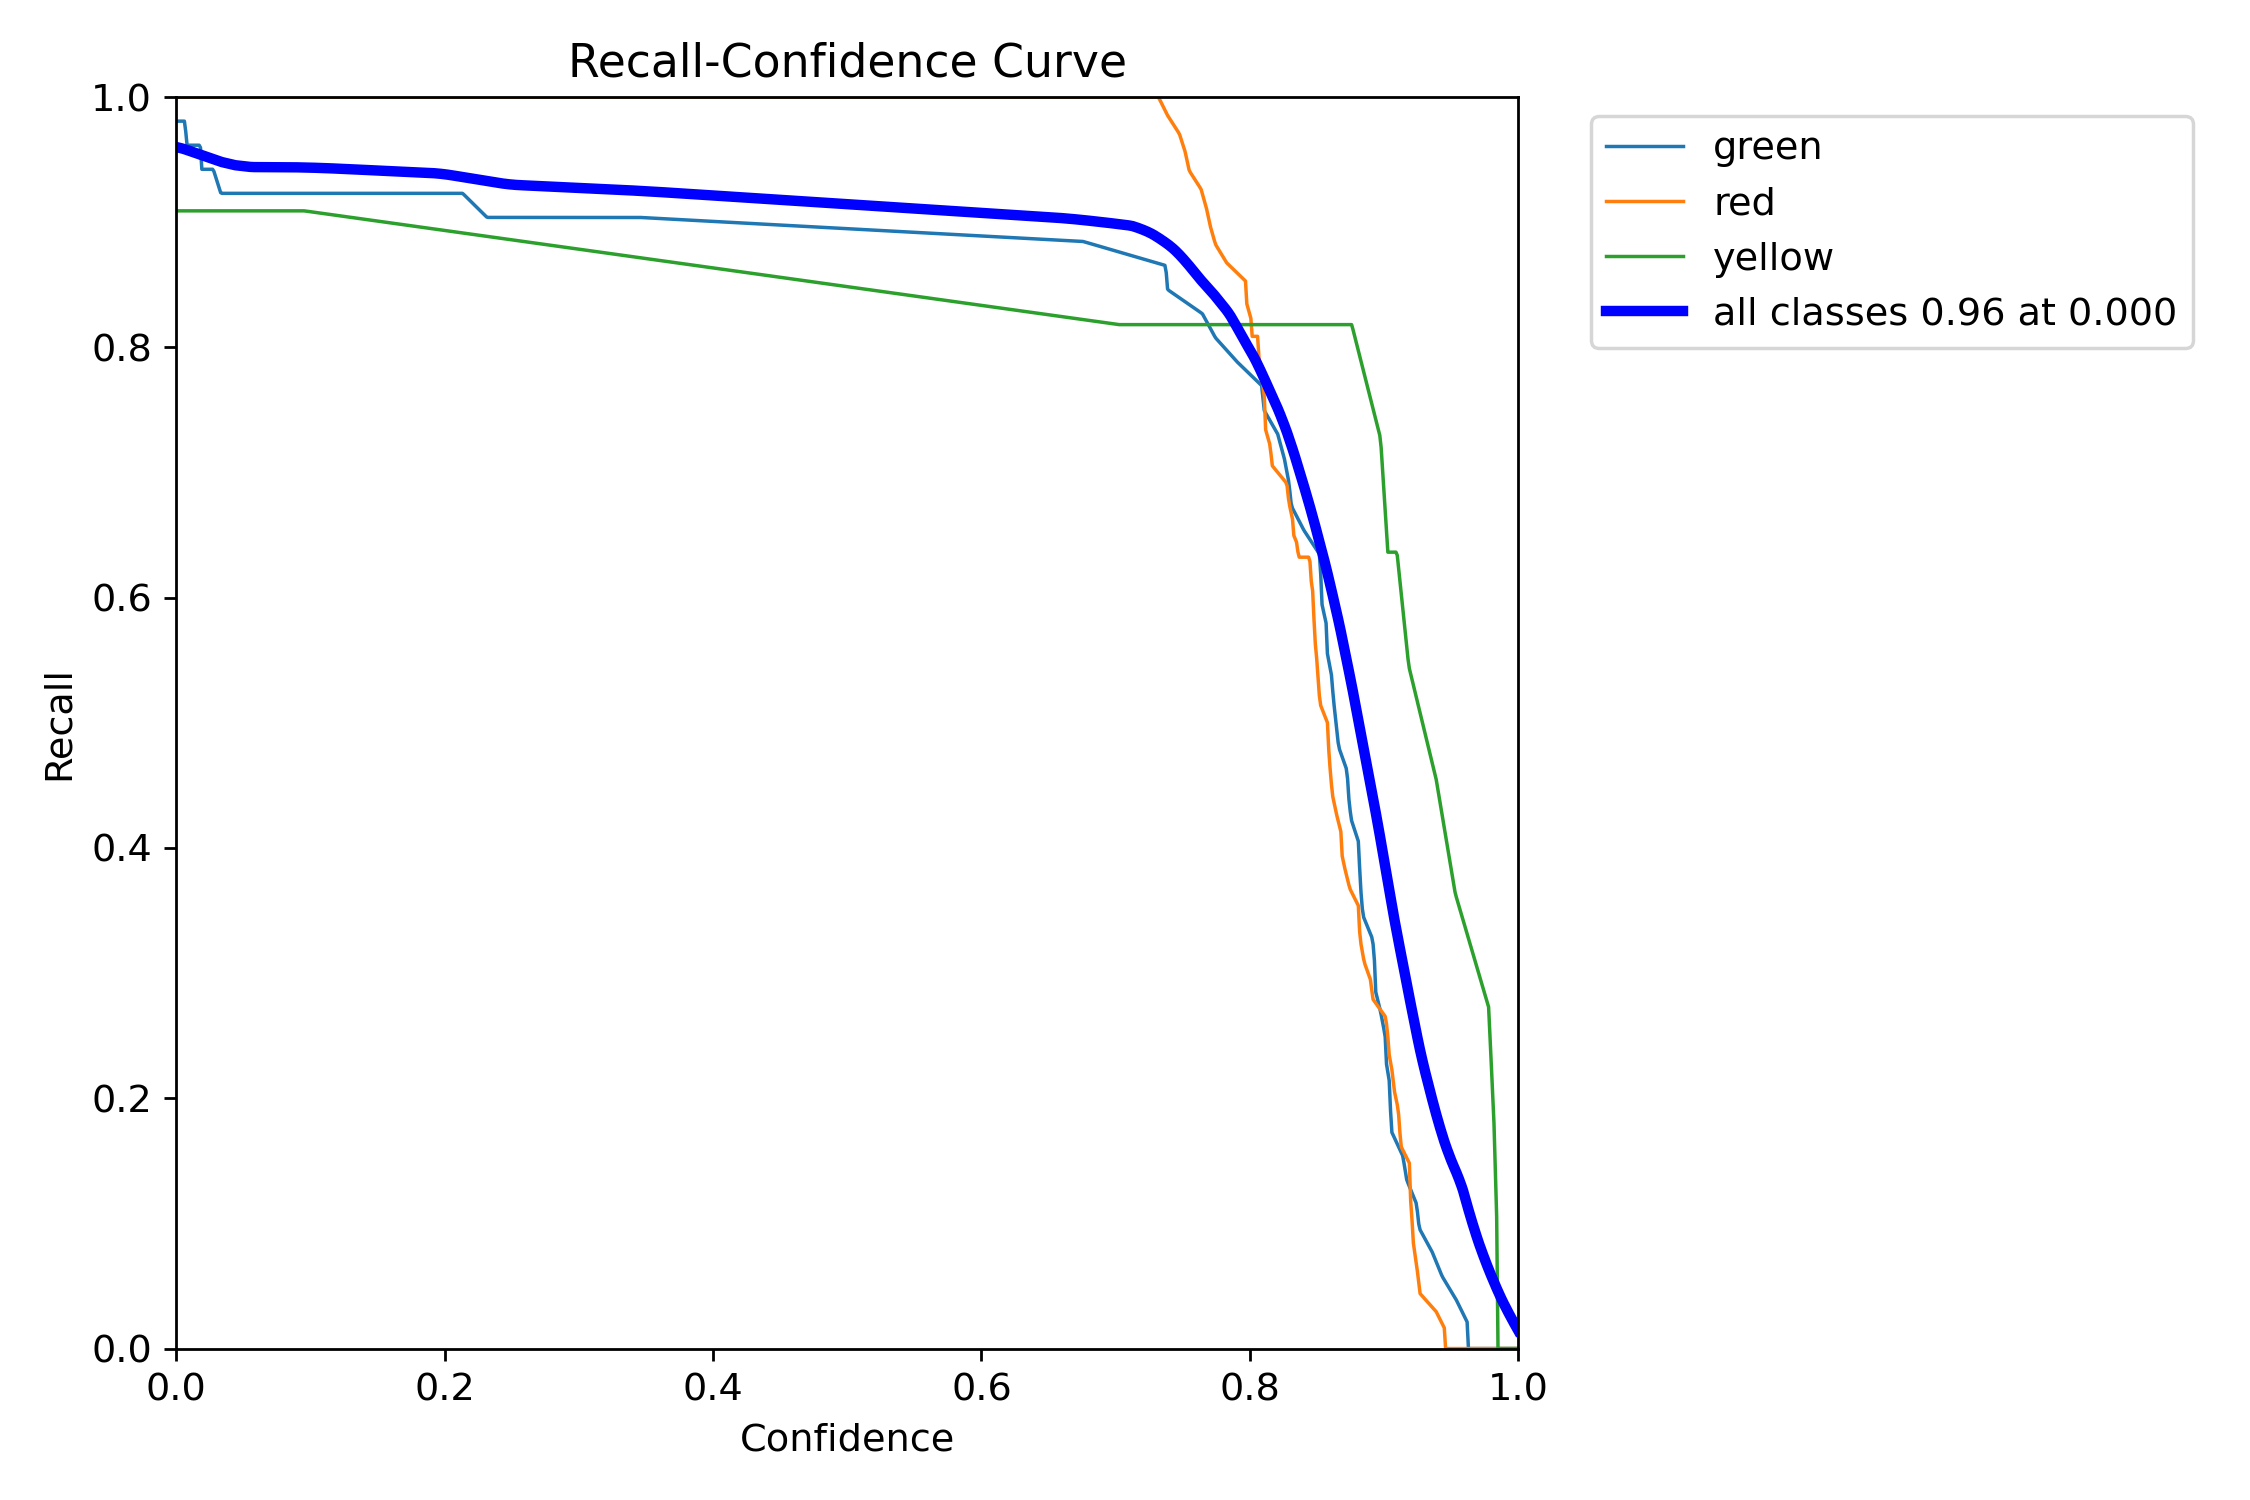 Recall-Confidence Curve
1.0
0.8
0.6
0.4
0.2
0.0
Recall
0.0 0.2 0.4 0.6 0.8 1.0
Confidence
green
red
yellow
all classes 0.96 at 0.000